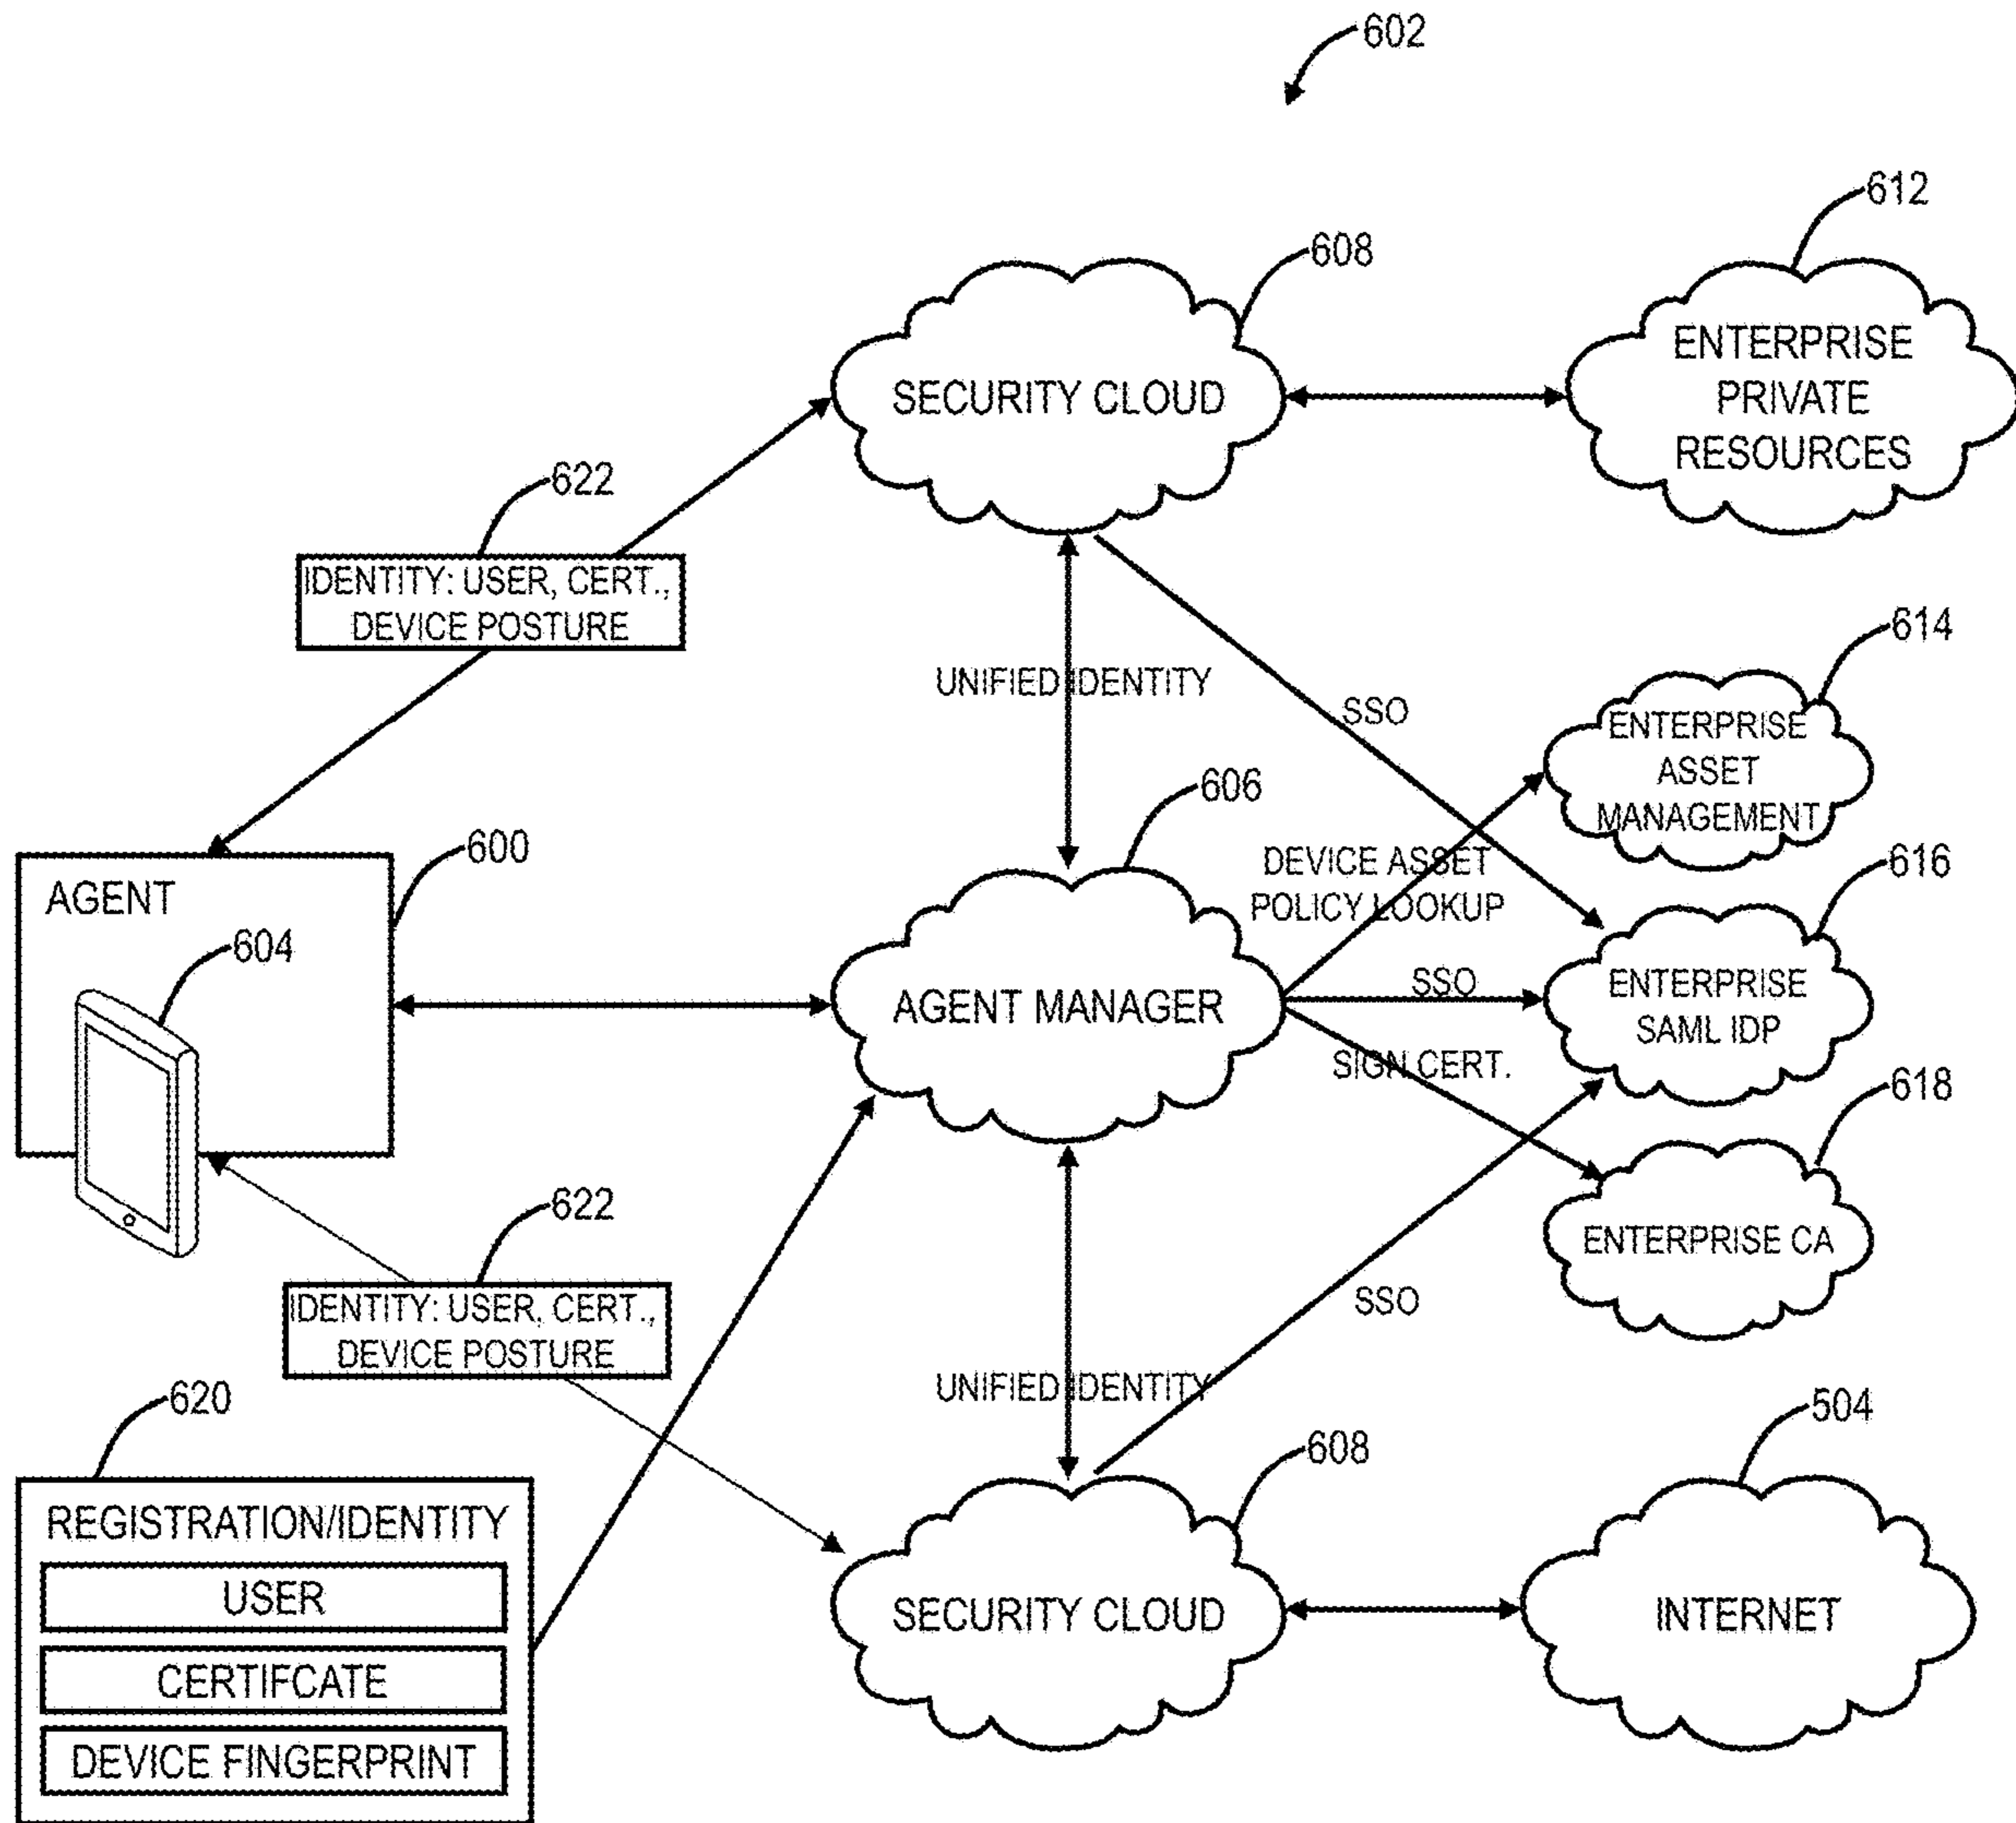 602
612
608
ENTERPRISE
PRIVATE
RESOURCES
SECURITY CLOUD
622
IDENTITY: USER, CERT.,
DEVICE POSTURE
614
UNIFIED IDENTITY
SSO
ENTERPRISE
ASSET
MANAGEMENT
606
600
DEVICE ASSET
POLICY LOOKUP
616
AGENT
604
AGENT MANAGER
SSO
ENTERPRISE
SAML IDP
SIGN CERT.
618
622
ENTERPRISE CA
IDENTITY: USER, CERT.,
DEVICE POSTURE
SSO
620
UNIFIED IDENTITY
504
608
REGISTRATION/IDENTITY
USER
CERTIFCATE
DEVICE FINGERPRINT
SECURITY CLOUD
INTERNET